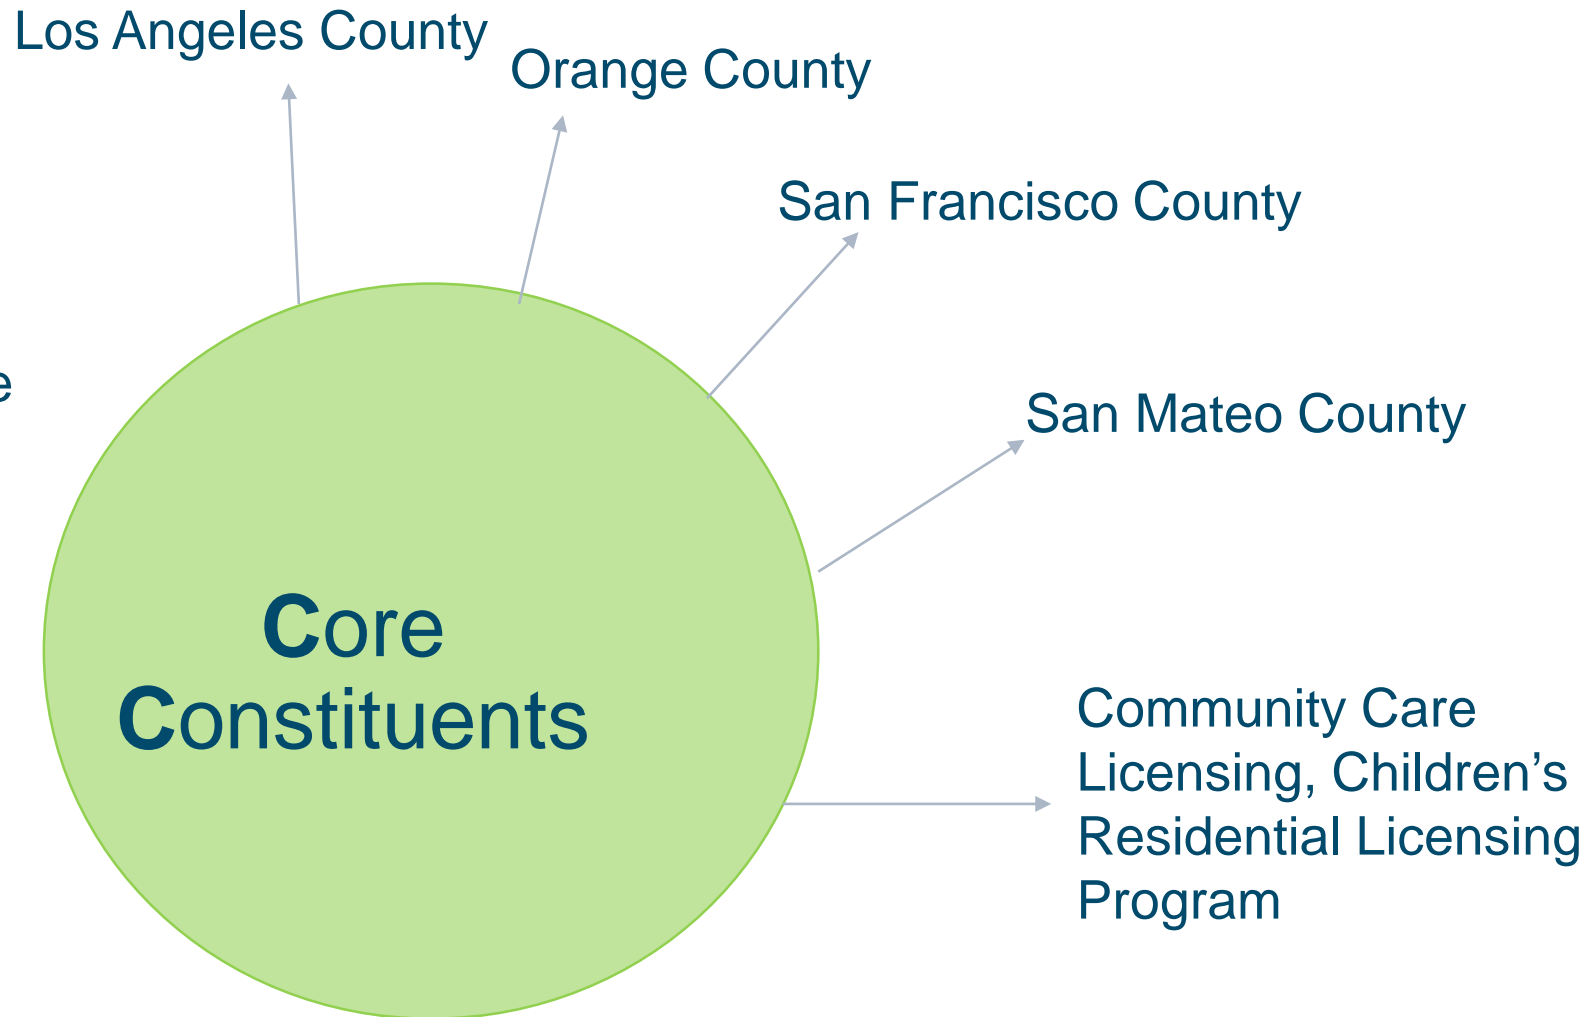 Los Angeles County
Orange County
San Francisco County
San Mateo County
Core
Constituents
Community Care
Licensing, Children’s
Residential Licensing
Program